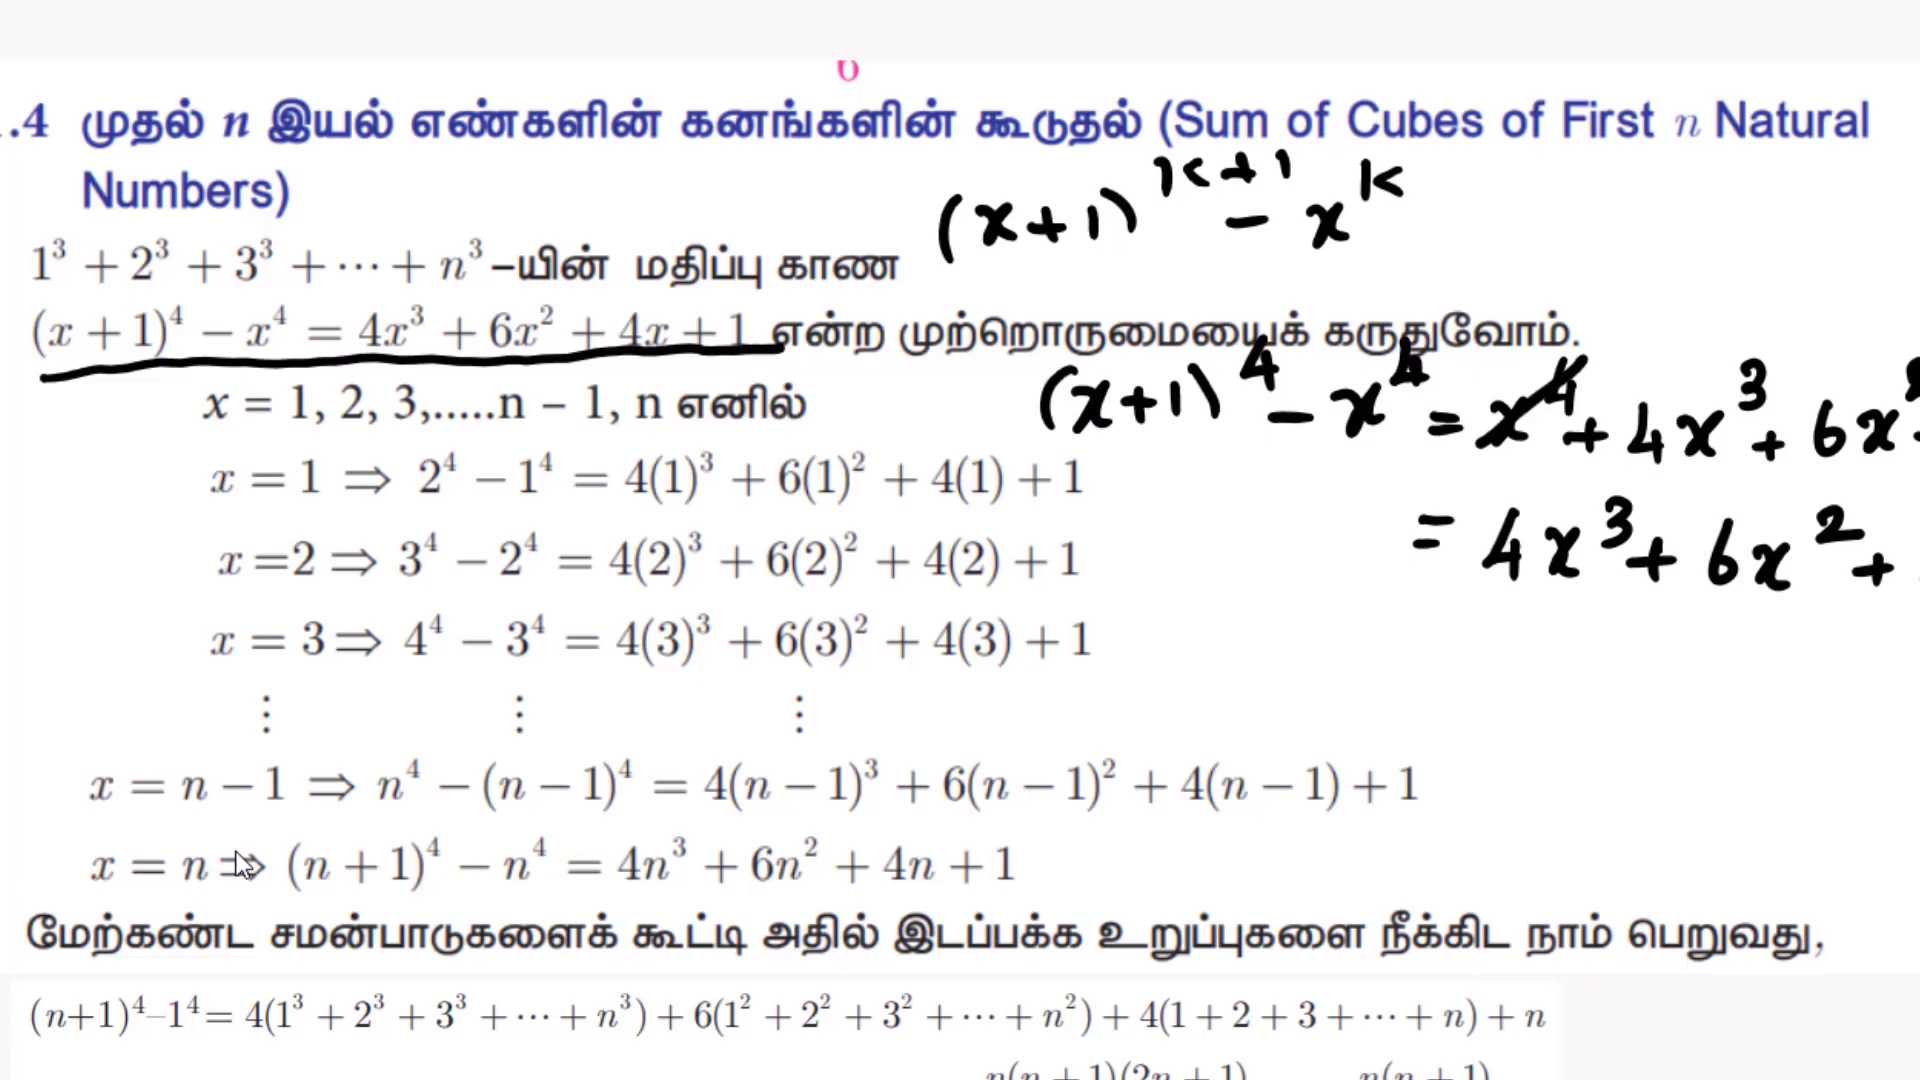 .4 முதல் n இயல் எண்களின் கனங்களின் கூடுதல் (Sum of Cubes of First n Natural
Numbers)
(x+1)^{k+1} - x^k
1³ + 2³ + 3³ + ⋯ + n³ –யின் மதிப்பு காண
(x + 1)⁴ − x⁴ = 4x³ + 6x² + 4x + 1 என்ற முற்றொருமையைக் கருதுவோம்.
x = 1, 2, 3,.....n – 1, n எனில்
(x+1)⁴ - x⁴ = x⁴ + 4x³ + 6x
x = 1 ⇒ 2⁴ − 1⁴ = 4(1)³ + 6(1)² + 4(1) + 1
= 4x³ + 6x² +
x =2 ⇒ 3⁴ − 2⁴ = 4(2)³ + 6(2)² + 4(2) + 1
x = 3 ⇒ 4⁴ − 3⁴ = 4(3)³ + 6(3)² + 4(3) + 1
⋮ ⋮ ⋮
x = n − 1 ⇒ n⁴ − (n − 1)⁴ = 4(n − 1)³ + 6(n − 1)² + 4(n − 1) + 1
x = n ⇒ (n + 1)⁴ − n⁴ = 4n³ + 6n² + 4n + 1
மேற்கண்ட சமன்பாடுகளைக் கூட்டி அதில் இடப்பக்க உறுப்புகளை நீக்கிட நாம் பெறுவது,
(n+1)⁴–1⁴= 4(1³ + 2³ + 3³ + ⋯ + n³) + 6(1² + 2² + 3² + ⋯ + n²) + 4(1 + 2 + 3 + ⋯ + n) + n
n(n + 1)(2n + 1) n(n + 1)